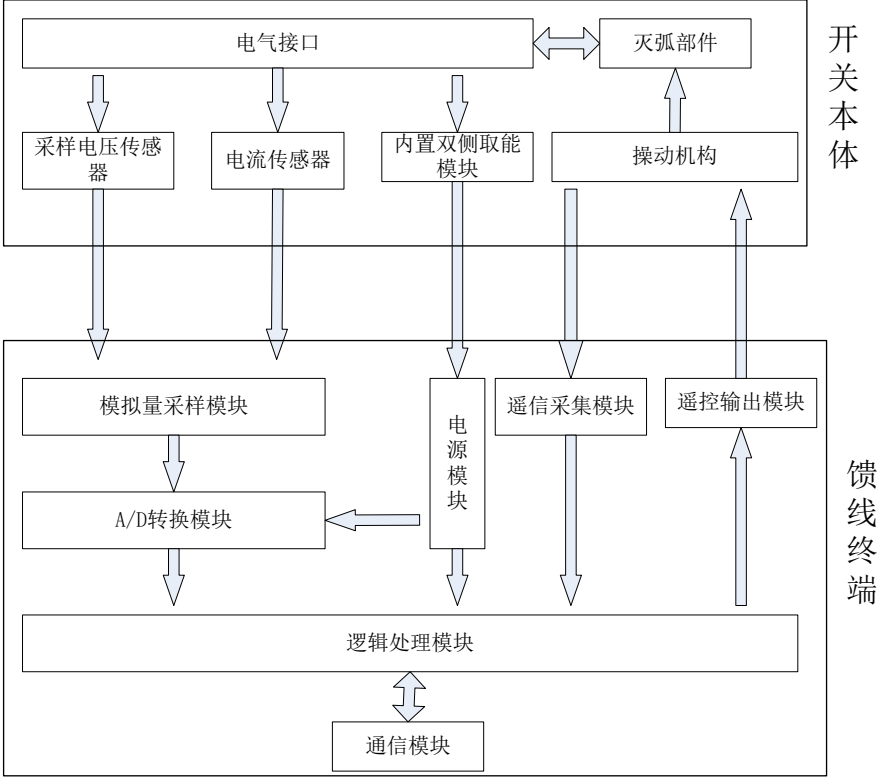 电气接口
灭弧部件
开关本体
采样电压传感
器
电流传感器
内置双侧取能
模块
操动机构
模拟量采样模块
电源模块
遥信采集模块
遥控输出模块
A/D转换模块
馈线终端
逻辑处理模块
通信模块